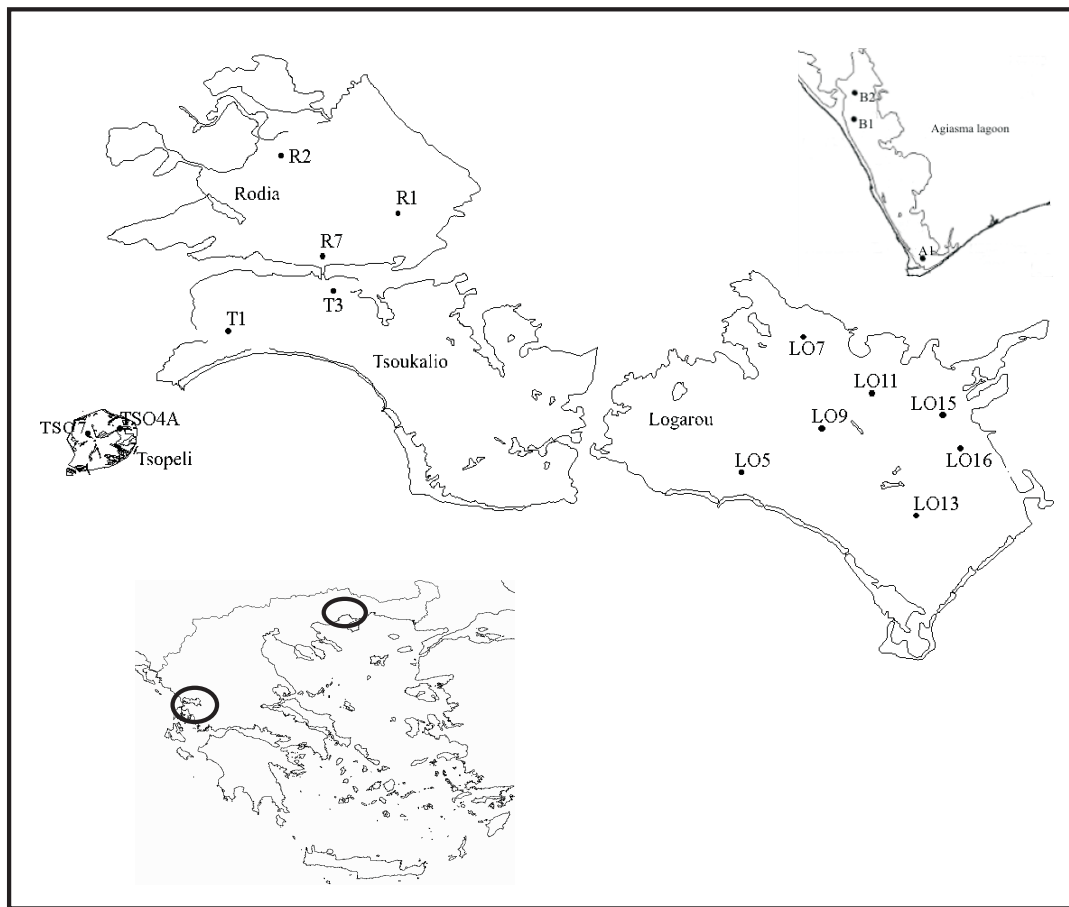 B2
B1
Agiasma lagoon
A1
R2
Rodia
R1
R7
T3
T1
Tsoukalio
TSO7
TSO4A
Tsopeli
LO7
LO11
LO15
Logarou
LO9
LO16
LO5
LO13